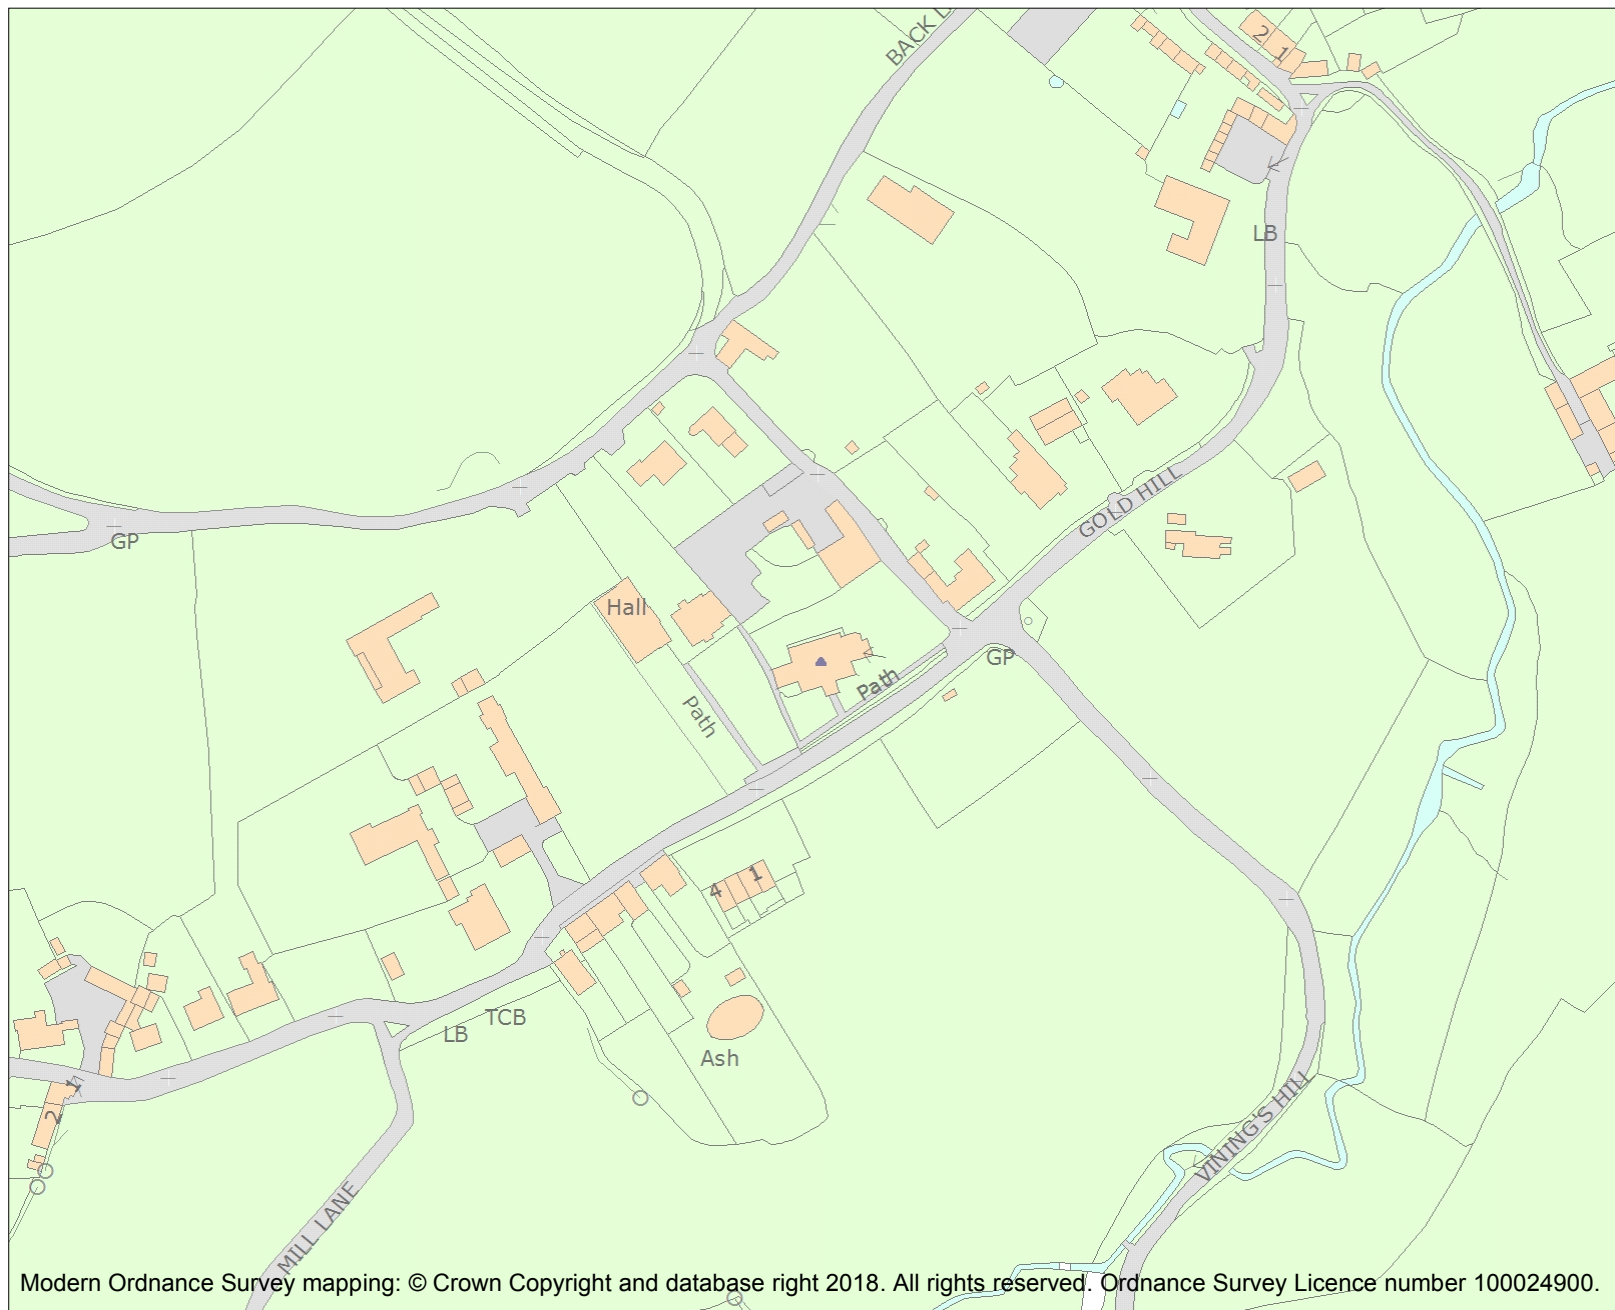 BACK L
2
1
LB
GOLD HILL
GP
Hall
GP
Path
Path
4
1
TCB
LB
Ash
1
2
VINING'S HILL
MILL LANE
Modern Ordnance Survey mapping: © Crown Copyright and database right 2018. All rights reserved. Ordnance Survey Licence number 100024900.